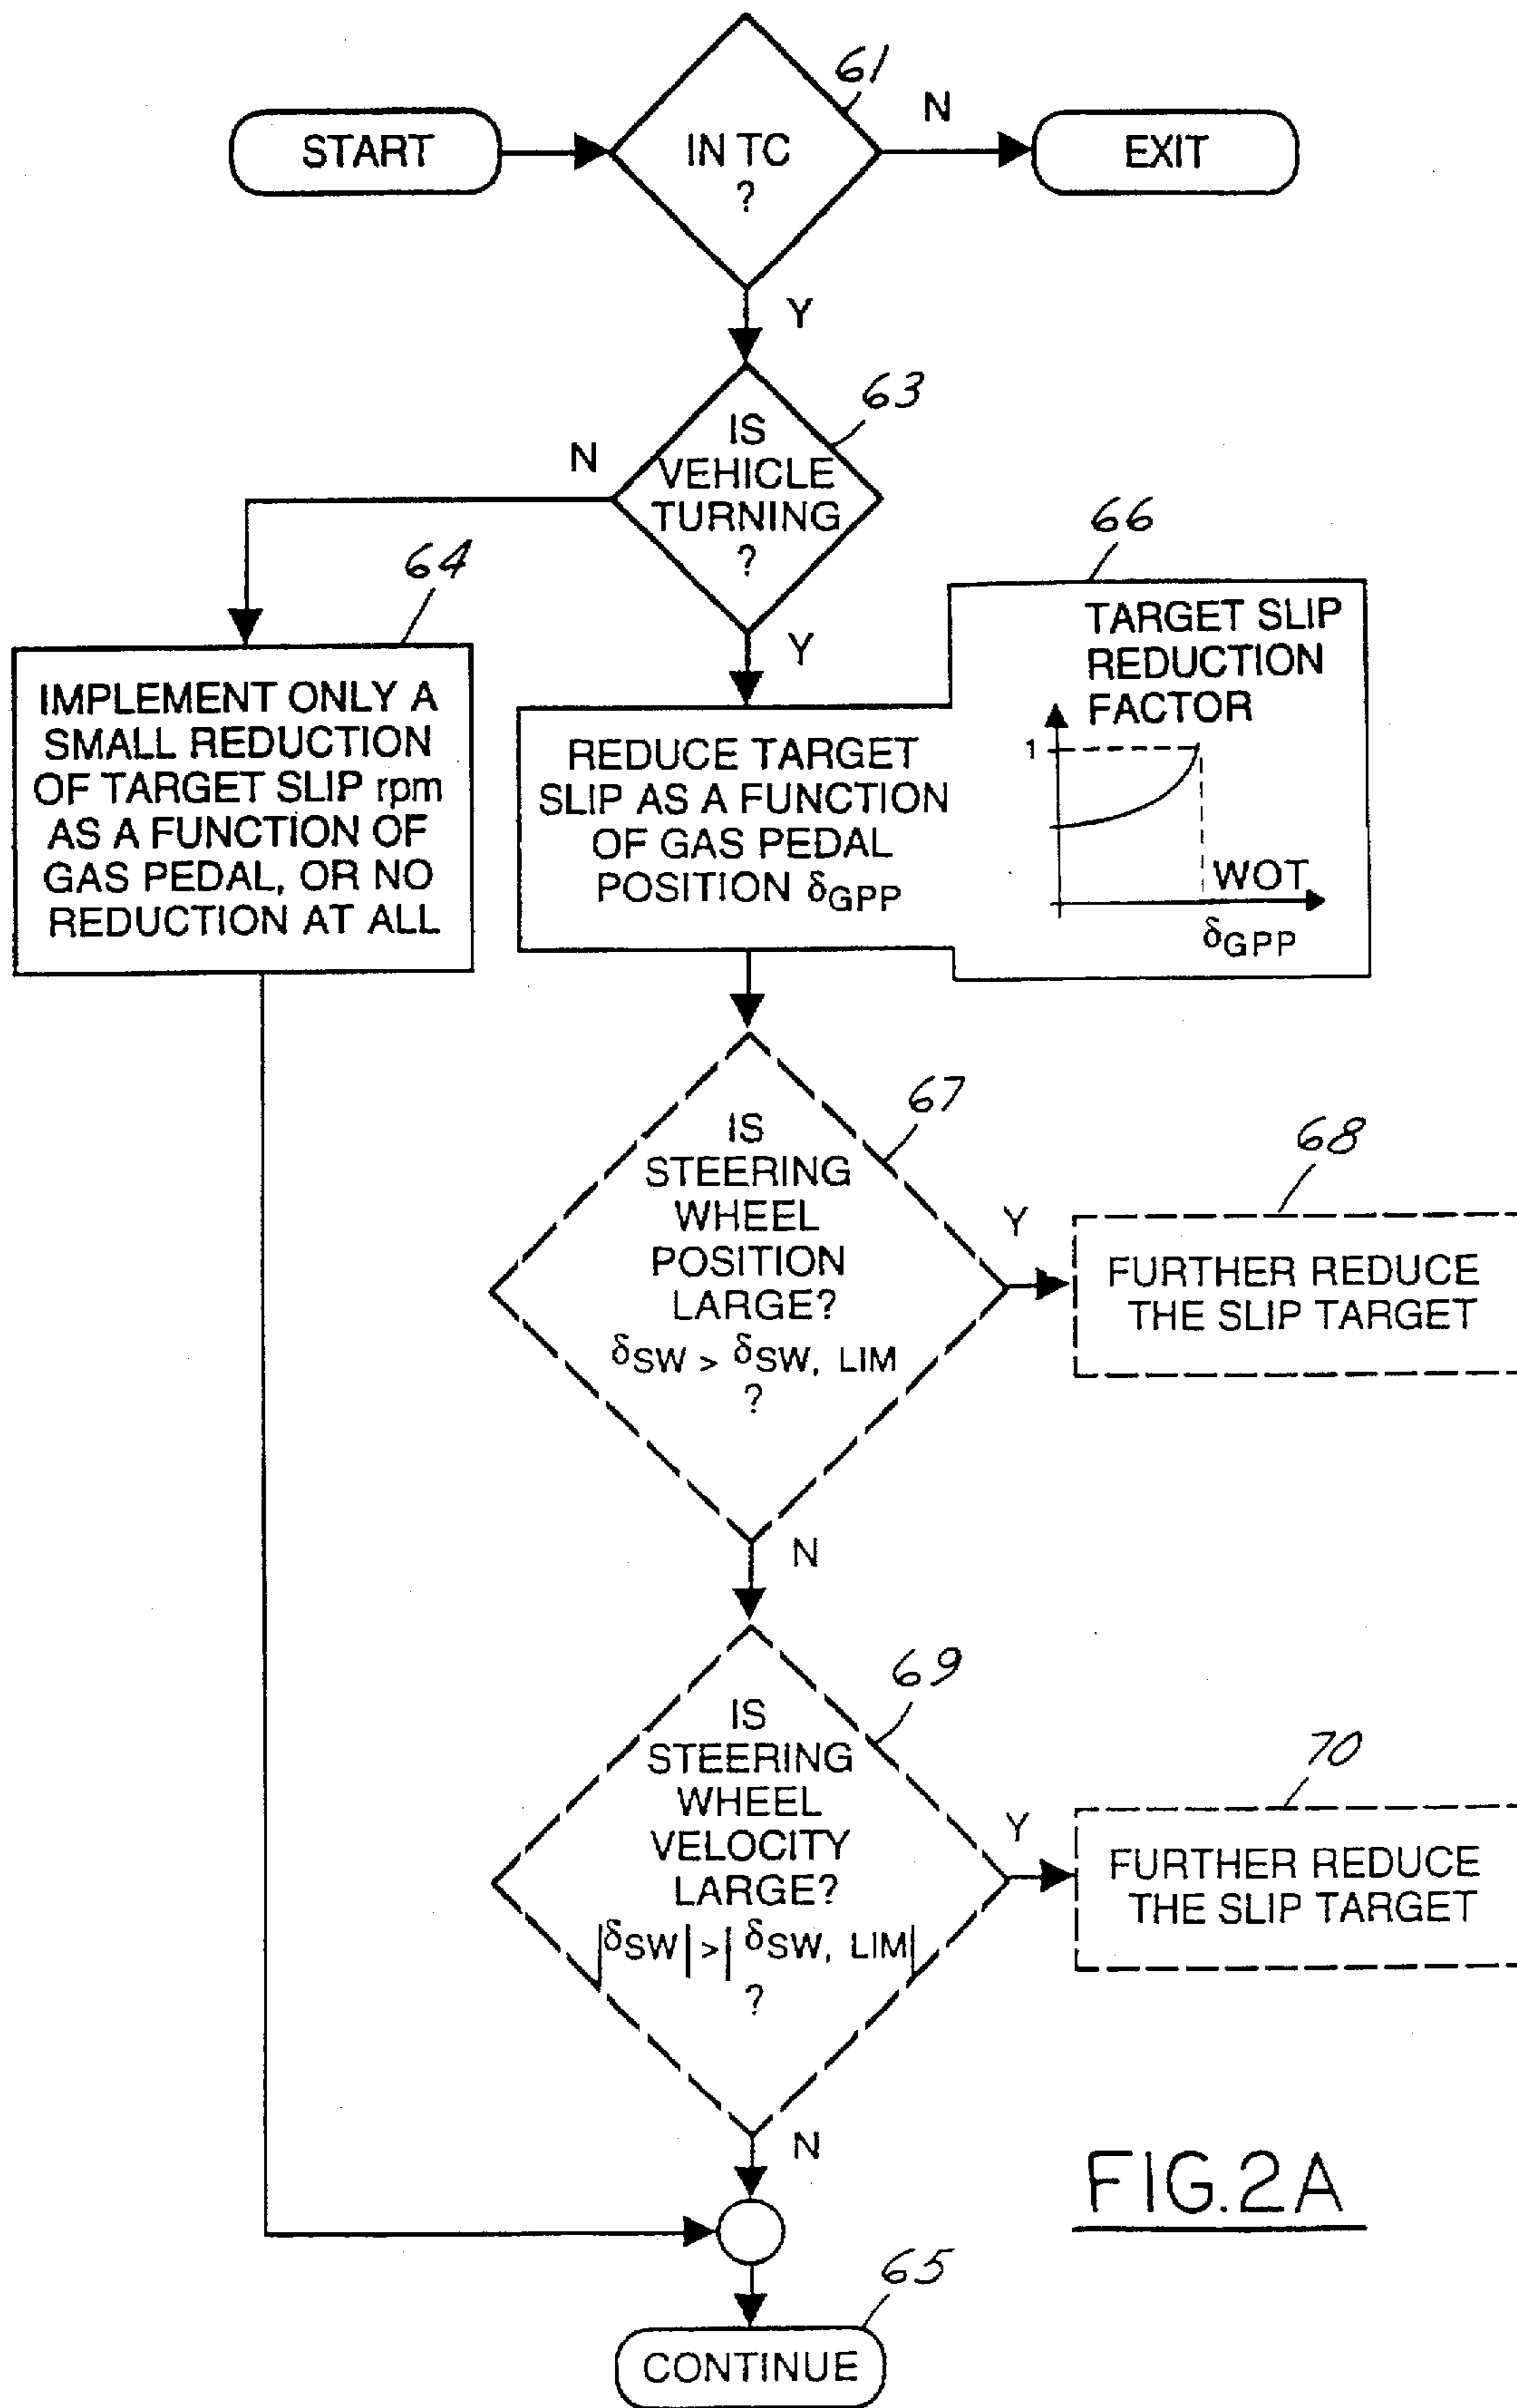 61
START
IN TC
?
N
EXIT
Y
63
IS
VEHICLE
TURNING
?
N
Y
64
IMPLEMENT ONLY A
SMALL REDUCTION
OF TARGET SLIP rpm
AS A FUNCTION OF
GAS PEDAL, OR NO
REDUCTION AT ALL
66
REDUCE TARGET
SLIP AS A FUNCTION
OF GAS PEDAL
POSITION δGPP
TARGET SLIP
REDUCTION
FACTOR
1
WOT
δGPP
67
IS
STEERING
WHEEL
POSITION
LARGE?
δSW > δSW, LIM
?
Y
68
FURTHER REDUCE
THE SLIP TARGET
N
69
IS
STEERING
WHEEL
VELOCITY
LARGE?
|δSW| > | δSW, LIM|
?
Y
70
FURTHER REDUCE
THE SLIP TARGET
N
65
CONTINUE
FIG.2A